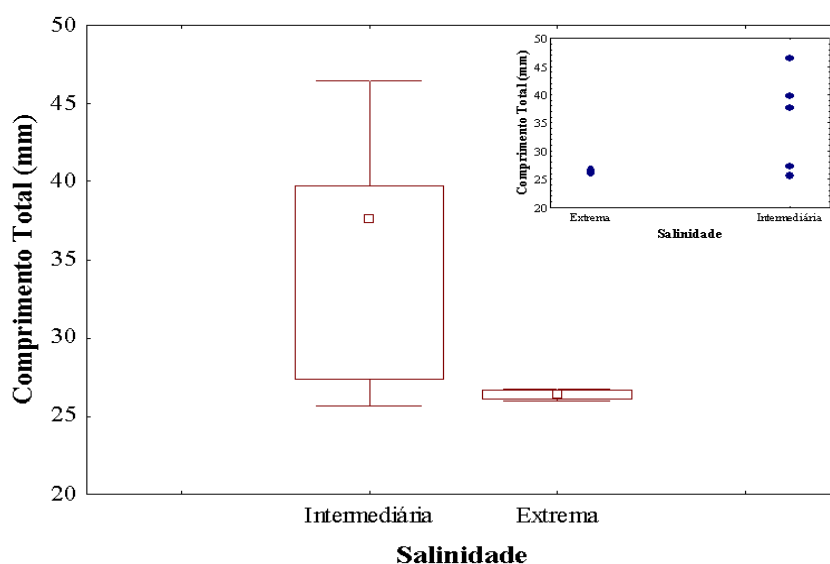 50
45
40
35
30
25
20
Comprimento Total (mm)
Intermediária
Extrema
Salinidade
50
45
40
35
30
25
20
Comprimento Total (mm)
Extrema
Intermediária
Salinidade